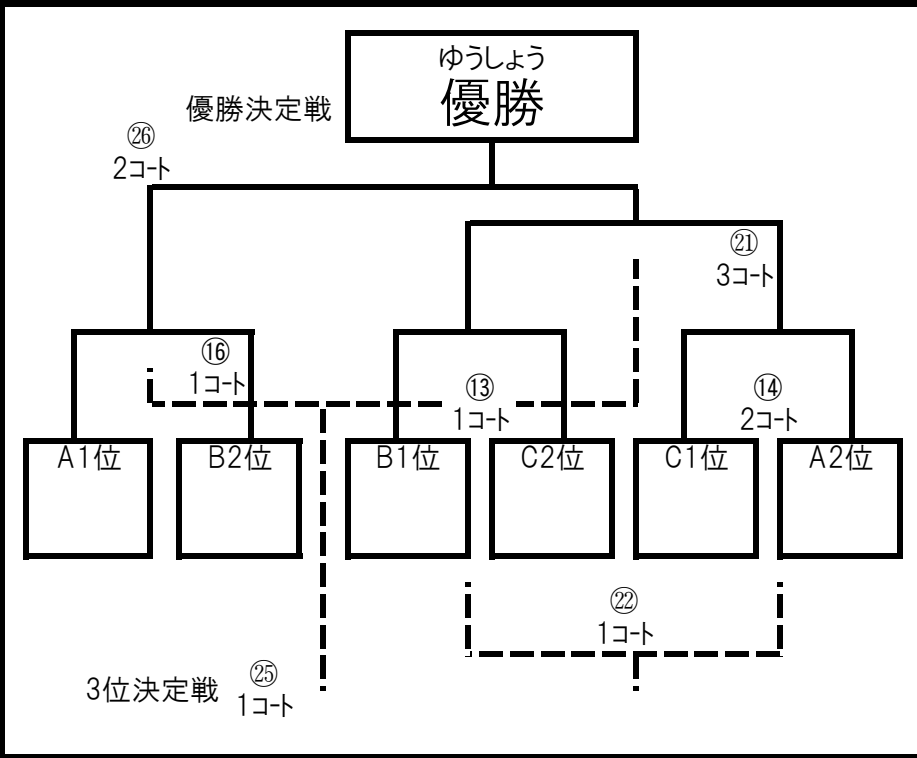 ゆうしょう
優勝
優勝決定戦
㉖
2コート
㉑
3コート
⑯
1コート
⑬
1コート
⑭
2コート
A1位
B2位
B1位
C2位
C1位
A2位
㉒
1コート
3位決定戦
㉕
1コート